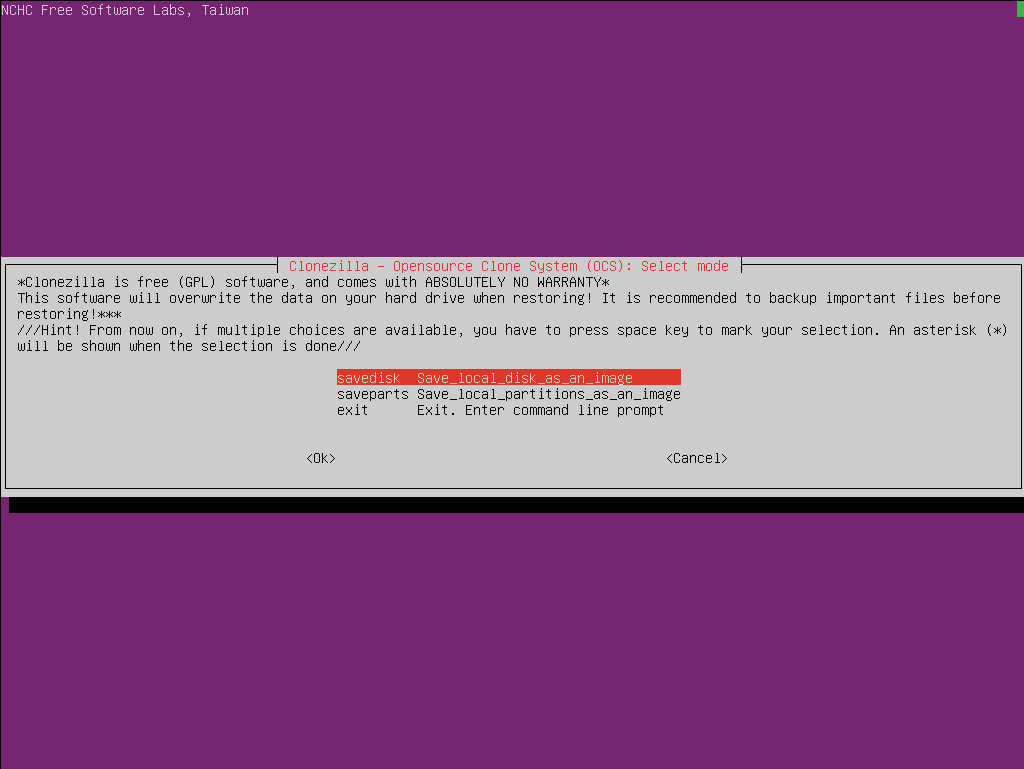 NCHC Free Software Labs, Taiwan
Clonezilla - Opensource Clone System (OCS): Select mode
*Clonezilla is free (GPL) software, and comes with ABSOLUTELY NO WARRANTY*
This software will overwrite the data on your hard drive when restoring! It is recommended to backup important files before
restoring!***
///Hint! From now on, if multiple choices are available, you have to press space key to mark your selection. An asterisk (*)
will be shown when the selection is done///
savedisk Save_local_disk_as_an_image
saveparts Save_local_partitions_as_an_image
exit Exit. Enter command line prompt
<Ok> <Cancel>